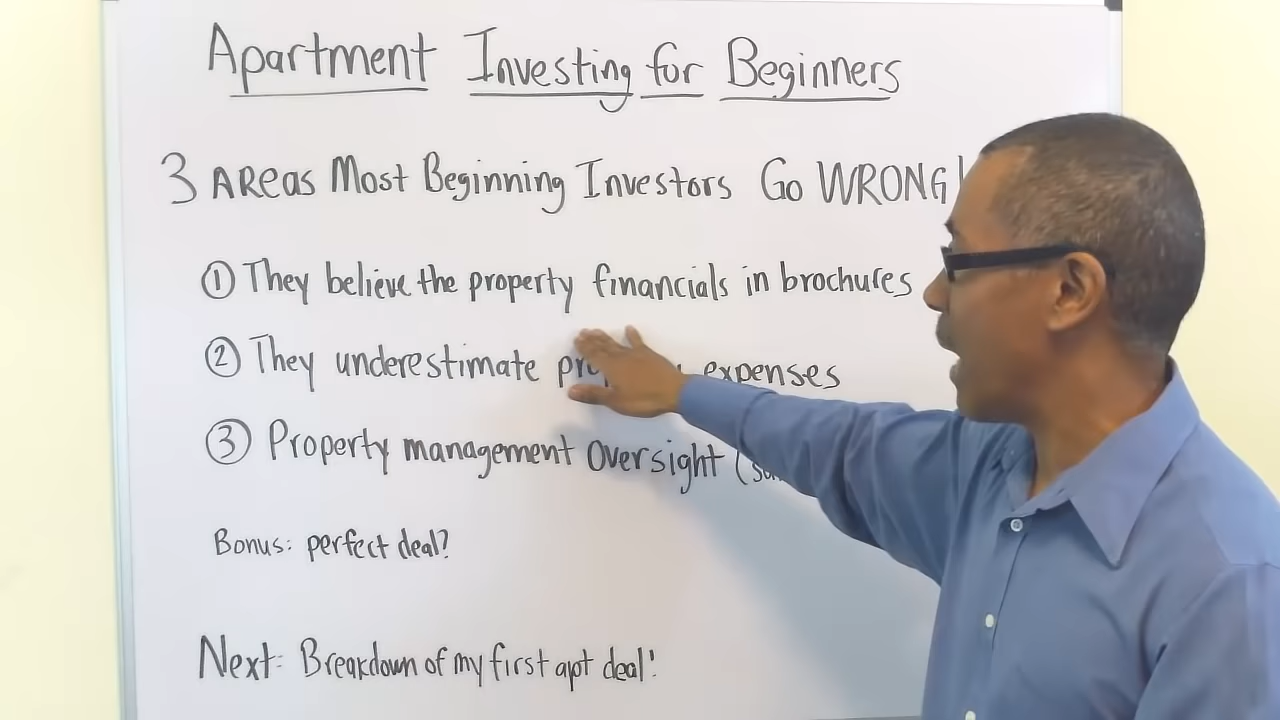 Apartment Investing for Beginners
3 AREas Most Beginning Investors Go WRONG!
① They believe the property financials in brochures
② They underestimate expenses
③ Property management oversight (
Bonus: perfect deal?
Next: Breakdown of my first apt deal!